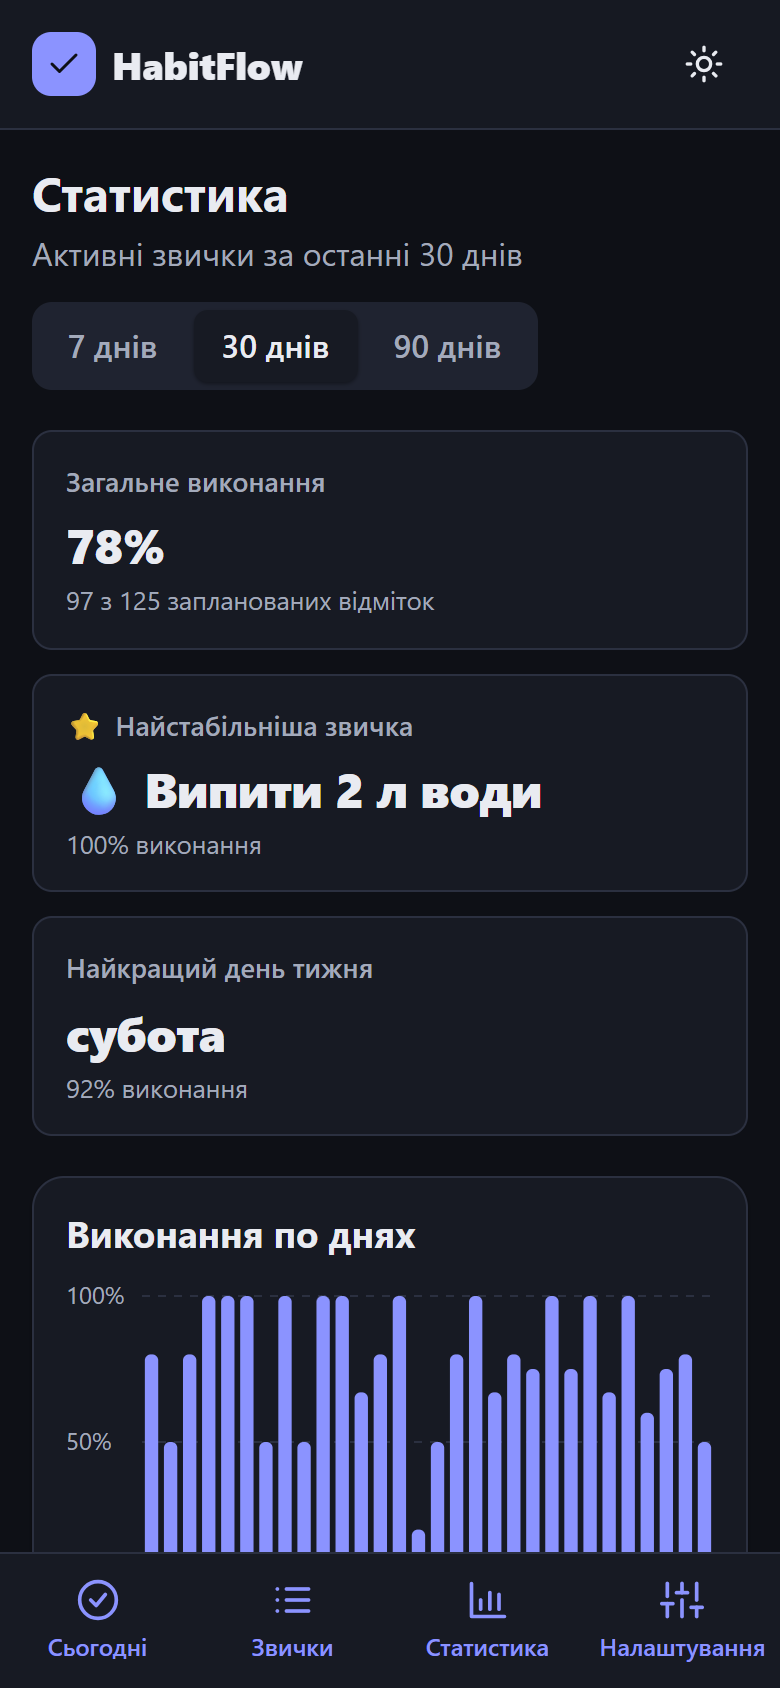 HabitFlow
Статистика
Активні звички за останні 30 днів
7 днів
30 днів
90 днів
Загальне виконання
78%
97 з 125 запланованих відміток
Найстабільніша звичка
Випити 2 л води
100% виконання
Найкращий день тижня
субота
92% виконання
Виконання по днях
100%
50%
Сьогодні
Звички
Статистика
Налаштування